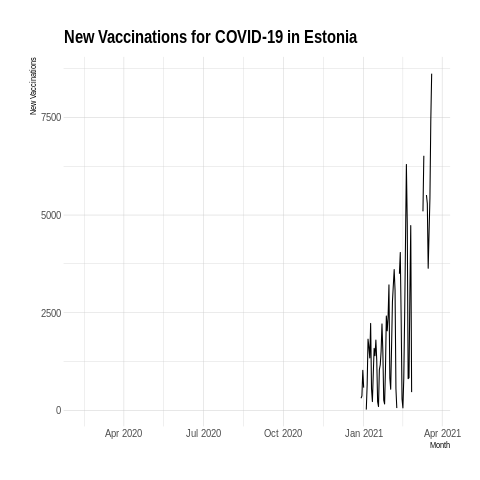 New Vaccinations for COVID-19 in Estonia
New Vaccinations
7500
5000
2500
0
Apr 2020 Jul 2020 Oct 2020 Jan 2021 Apr 2021
Month